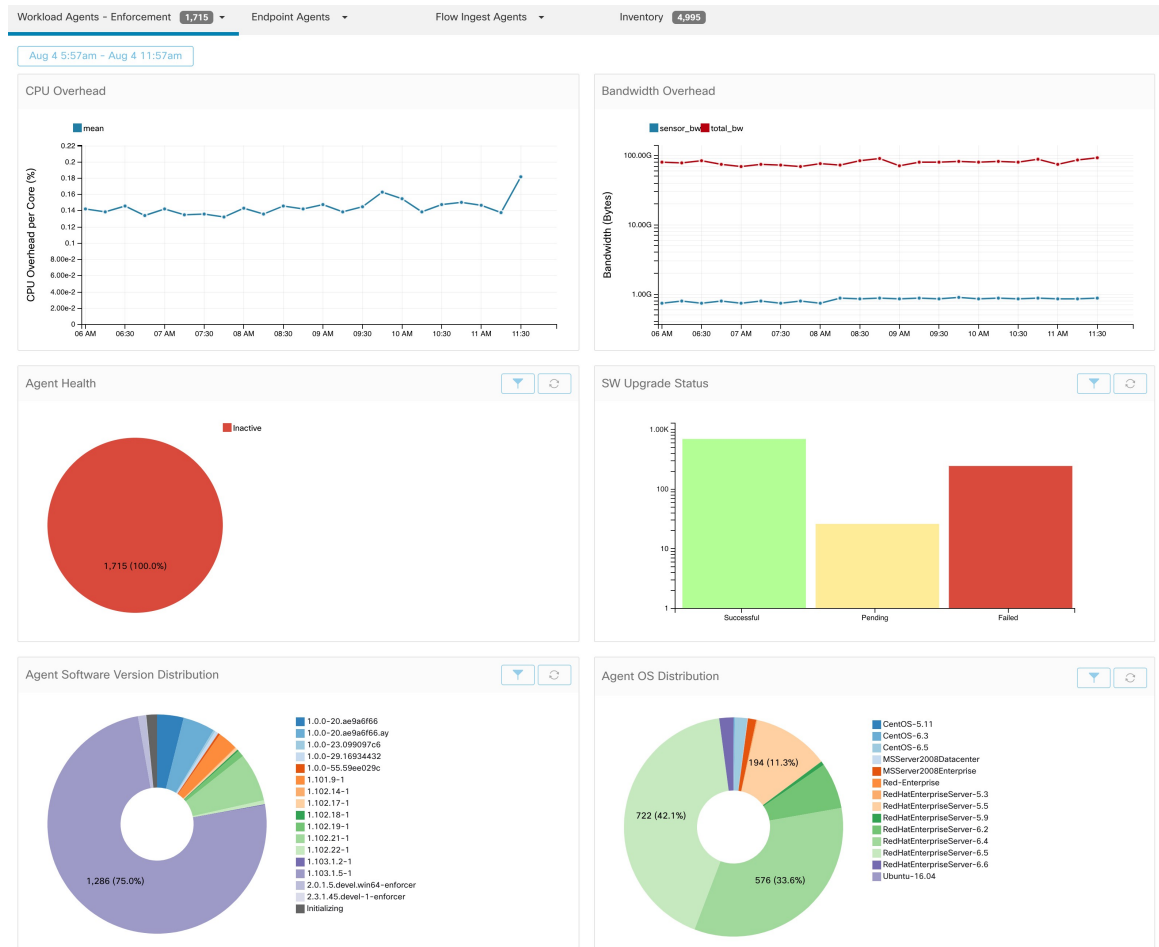 Workload Agents - Enforcement 1,715 Endpoint Agents Flow Ingest Agents Inventory 4,995
Aug 4 5:57am - Aug 4 11:57am
CPU Overhead
mean
CPU Overhead per Core (%)
0.22
0.2
0.18
0.16
0.14
0.12
0.1
8.00e-2
6.00e-2
4.00e-2
2.00e-2
0
06 AM 06:30 07 AM 07:30 08 AM 08:30 09 AM 09:30 10 AM 10:30 11 AM 11:30
Bandwidth Overhead
sensor_bw total_bw
Bandwidth (Bytes)
100.00G
10.00G
1.00G
06 AM 06:30 07 AM 07:30 08 AM 08:30 09 AM 09:30 10 AM 10:30 11 AM 11:30
Agent Health
Inactive
1,715 (100.0%)
SW Upgrade Status
1.00K
100
10
1
Successful Pending Failed
Agent Software Version Distribution
1.0.0-20.ae9a6f66
1.0.0-20.ae9a6f66.ay
1.0.0-23.099097c6
1.0.0-29.16934432
1.0.0-55.59ee029c
1.101.9-1
1.102.14-1
1.102.17-1
1.102.18-1
1.102.19-1
1.102.21-1
1.102.22-1
1.103.1.2-1
1.103.1.5-1
2.0.1.5.devel.win64-enforcer
2.3.1.45.devel-1-enforcer
Initializing
1,286 (75.0%)
Agent OS Distribution
CentOS-5.11
CentOS-6.3
CentOS-6.5
MSServer2008Datacenter
MSServer2008Enterprise
Red-Enterprise
RedHatEnterpriseServer-5.3
RedHatEnterpriseServer-5.5
RedHatEnterpriseServer-5.9
RedHatEnterpriseServer-6.2
RedHatEnterpriseServer-6.4
RedHatEnterpriseServer-6.5
RedHatEnterpriseServer-6.6
Ubuntu-16.04
194 (11.3%)
722 (42.1%)
576 (33.6%)